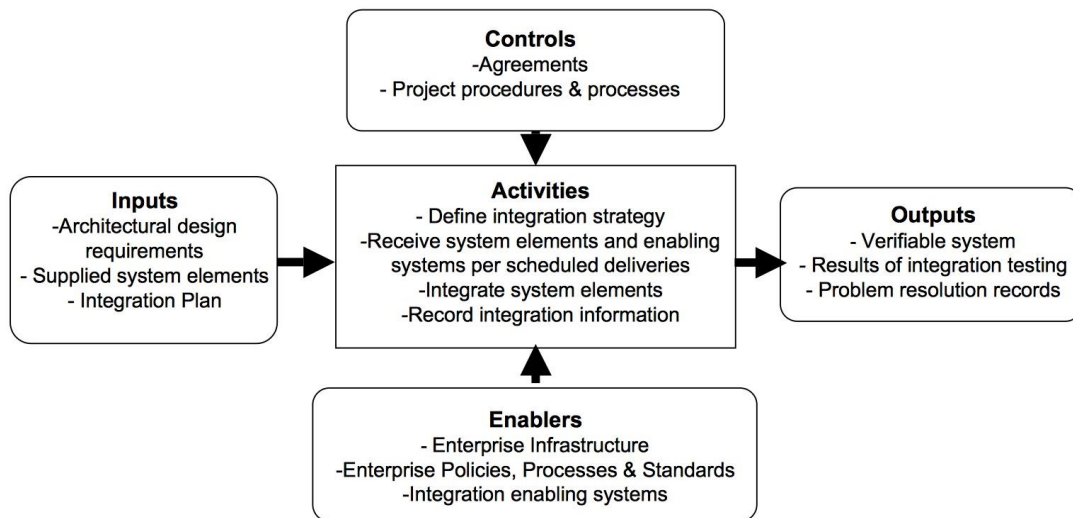 Controls
-Agreements
- Project procedures & processes
Inputs
-Architectural design
requirements
- Supplied system elements
- Integration Plan
Activities
- Define integration strategy
-Receive system elements and enabling
systems per scheduled deliveries
-Integrate system elements
-Record integration information
Outputs
- Verifiable system
- Results of integration testing
- Problem resolution records
Enablers
- Enterprise Infrastructure
-Enterprise Policies, Processes & Standards
-Integration enabling systems